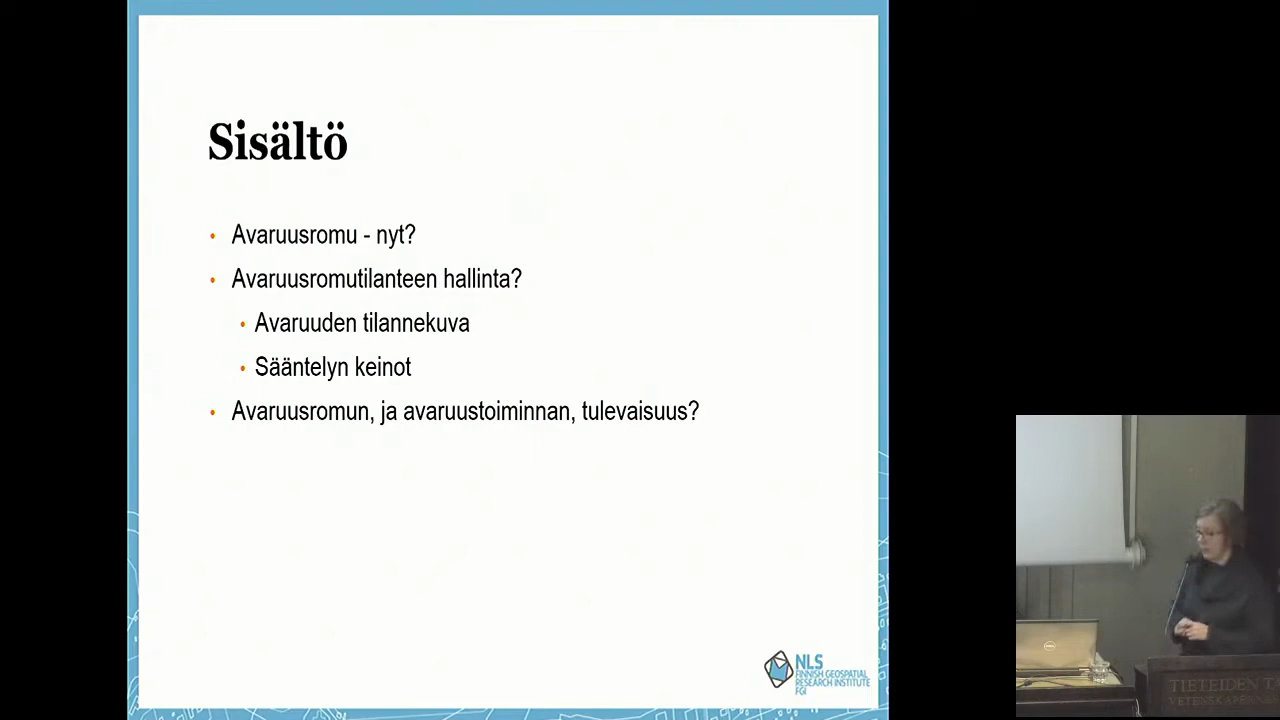 Sisältö
• Avaruusromu - nyt?
• Avaruusromutilanteen hallinta?
• Avaruuden tilannekuva
• Sääntelyn keinot
• Avaruusromun, ja avaruustoiminnan, tulevaisuus?
NLS
FINNISH GEOSPATIAL
RESEARCH INSTITUTE
FGI
TIETEIDEN